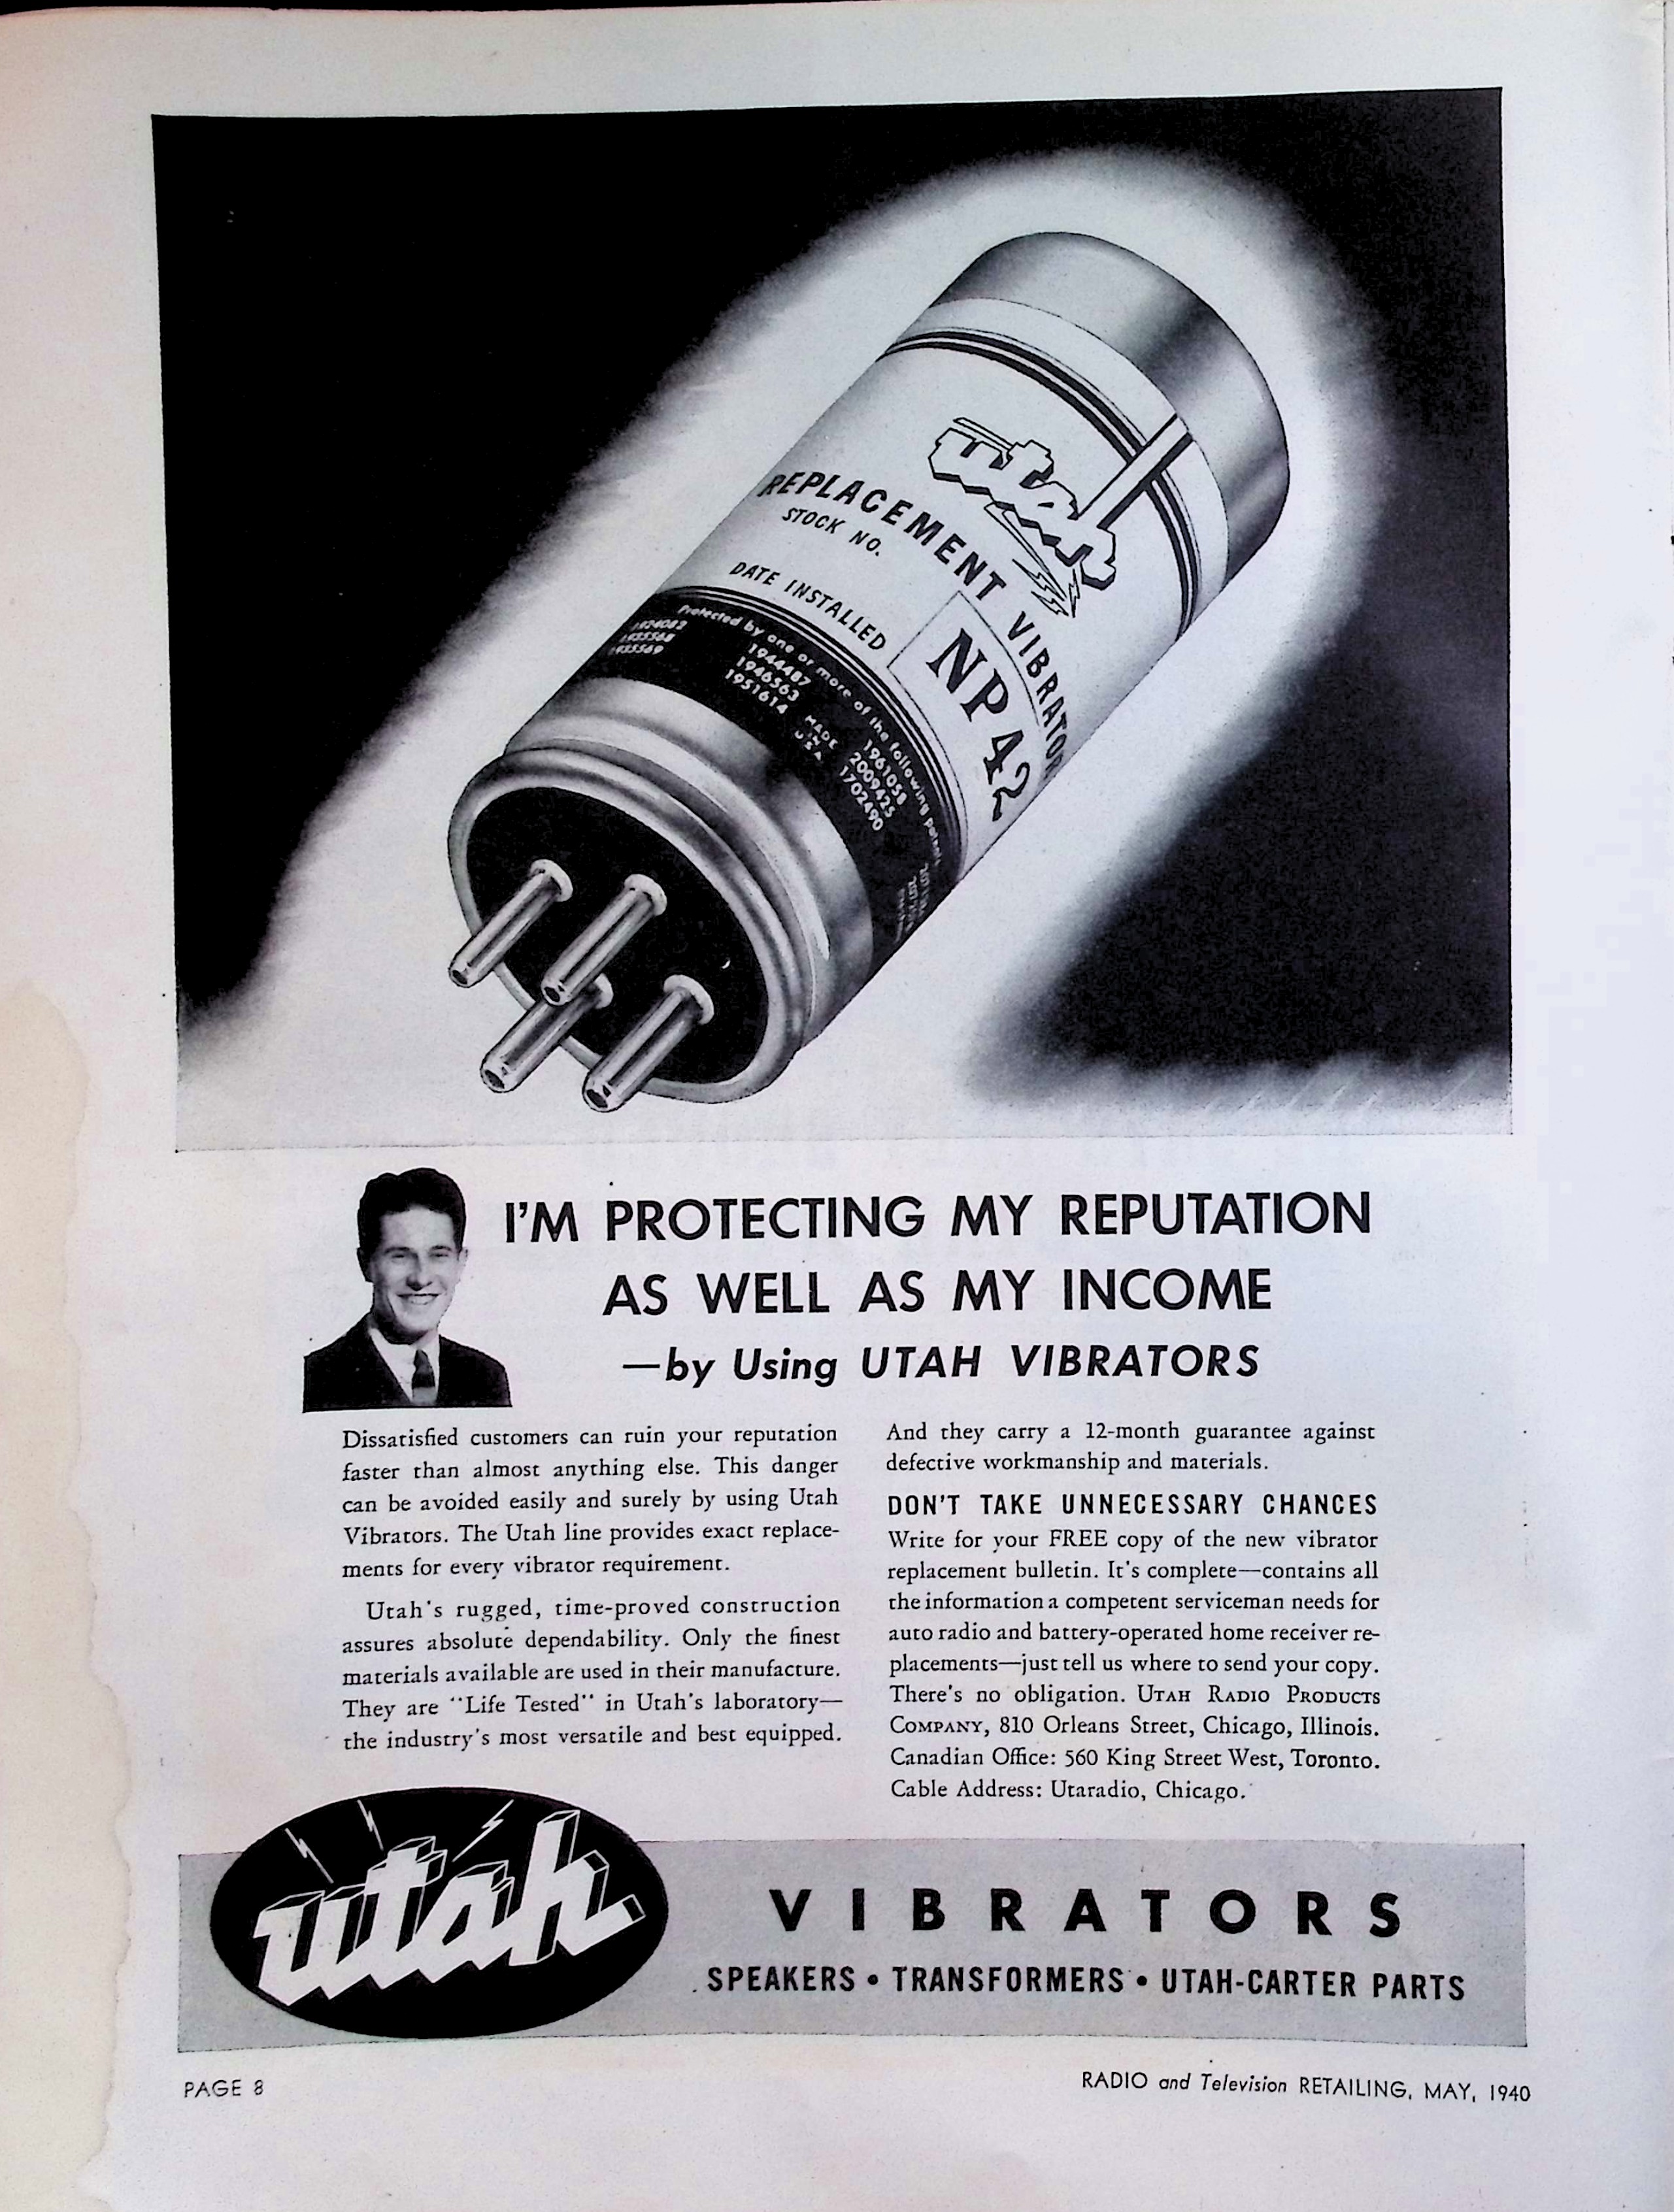 utah
REPLACEMENT VIBRATOR
STOCK NO.
NP 42
DATE INSTALLED
Protected by one or more of the following
1944487
1946563
1951614
MADE
IN
U S A
1961058
2009425
1702490
I'M PROTECTING MY REPUTATION
AS WELL AS MY INCOME
—by Using UTAH VIBRATORS
Dissatisfied customers can ruin your reputation
faster than almost anything else. This danger
can be avoided easily and surely by using Utah
Vibrators. The Utah line provides exact replace-
ments for every vibrator requirement.
Utah's rugged, time-proved construction
assures absolute dependability. Only the finest
materials available are used in their manufacture.
They are "Life Tested" in Utah's laboratory—
the industry's most versatile and best equipped.
And they carry a 12-month guarantee against
defective workmanship and materials.
DON'T TAKE UNNECESSARY CHANCES
Write for your FREE copy of the new vibrator
replacement bulletin. It's complete—contains all
the information a competent serviceman needs for
auto radio and battery-operated home receiver re-
placements—just tell us where to send your copy.
There's no obligation. UTAH RADIO PRODUCTS
COMPANY, 810 Orleans Street, Chicago, Illinois.
Canadian Office: 560 King Street West, Toronto.
Cable Address: Utaradio, Chicago.
utah
VIBRATORS
SPEAKERS • TRANSFORMERS • UTAH-CARTER PARTS
PAGE 8
RADIO and Television RETAILING, MAY, 1940